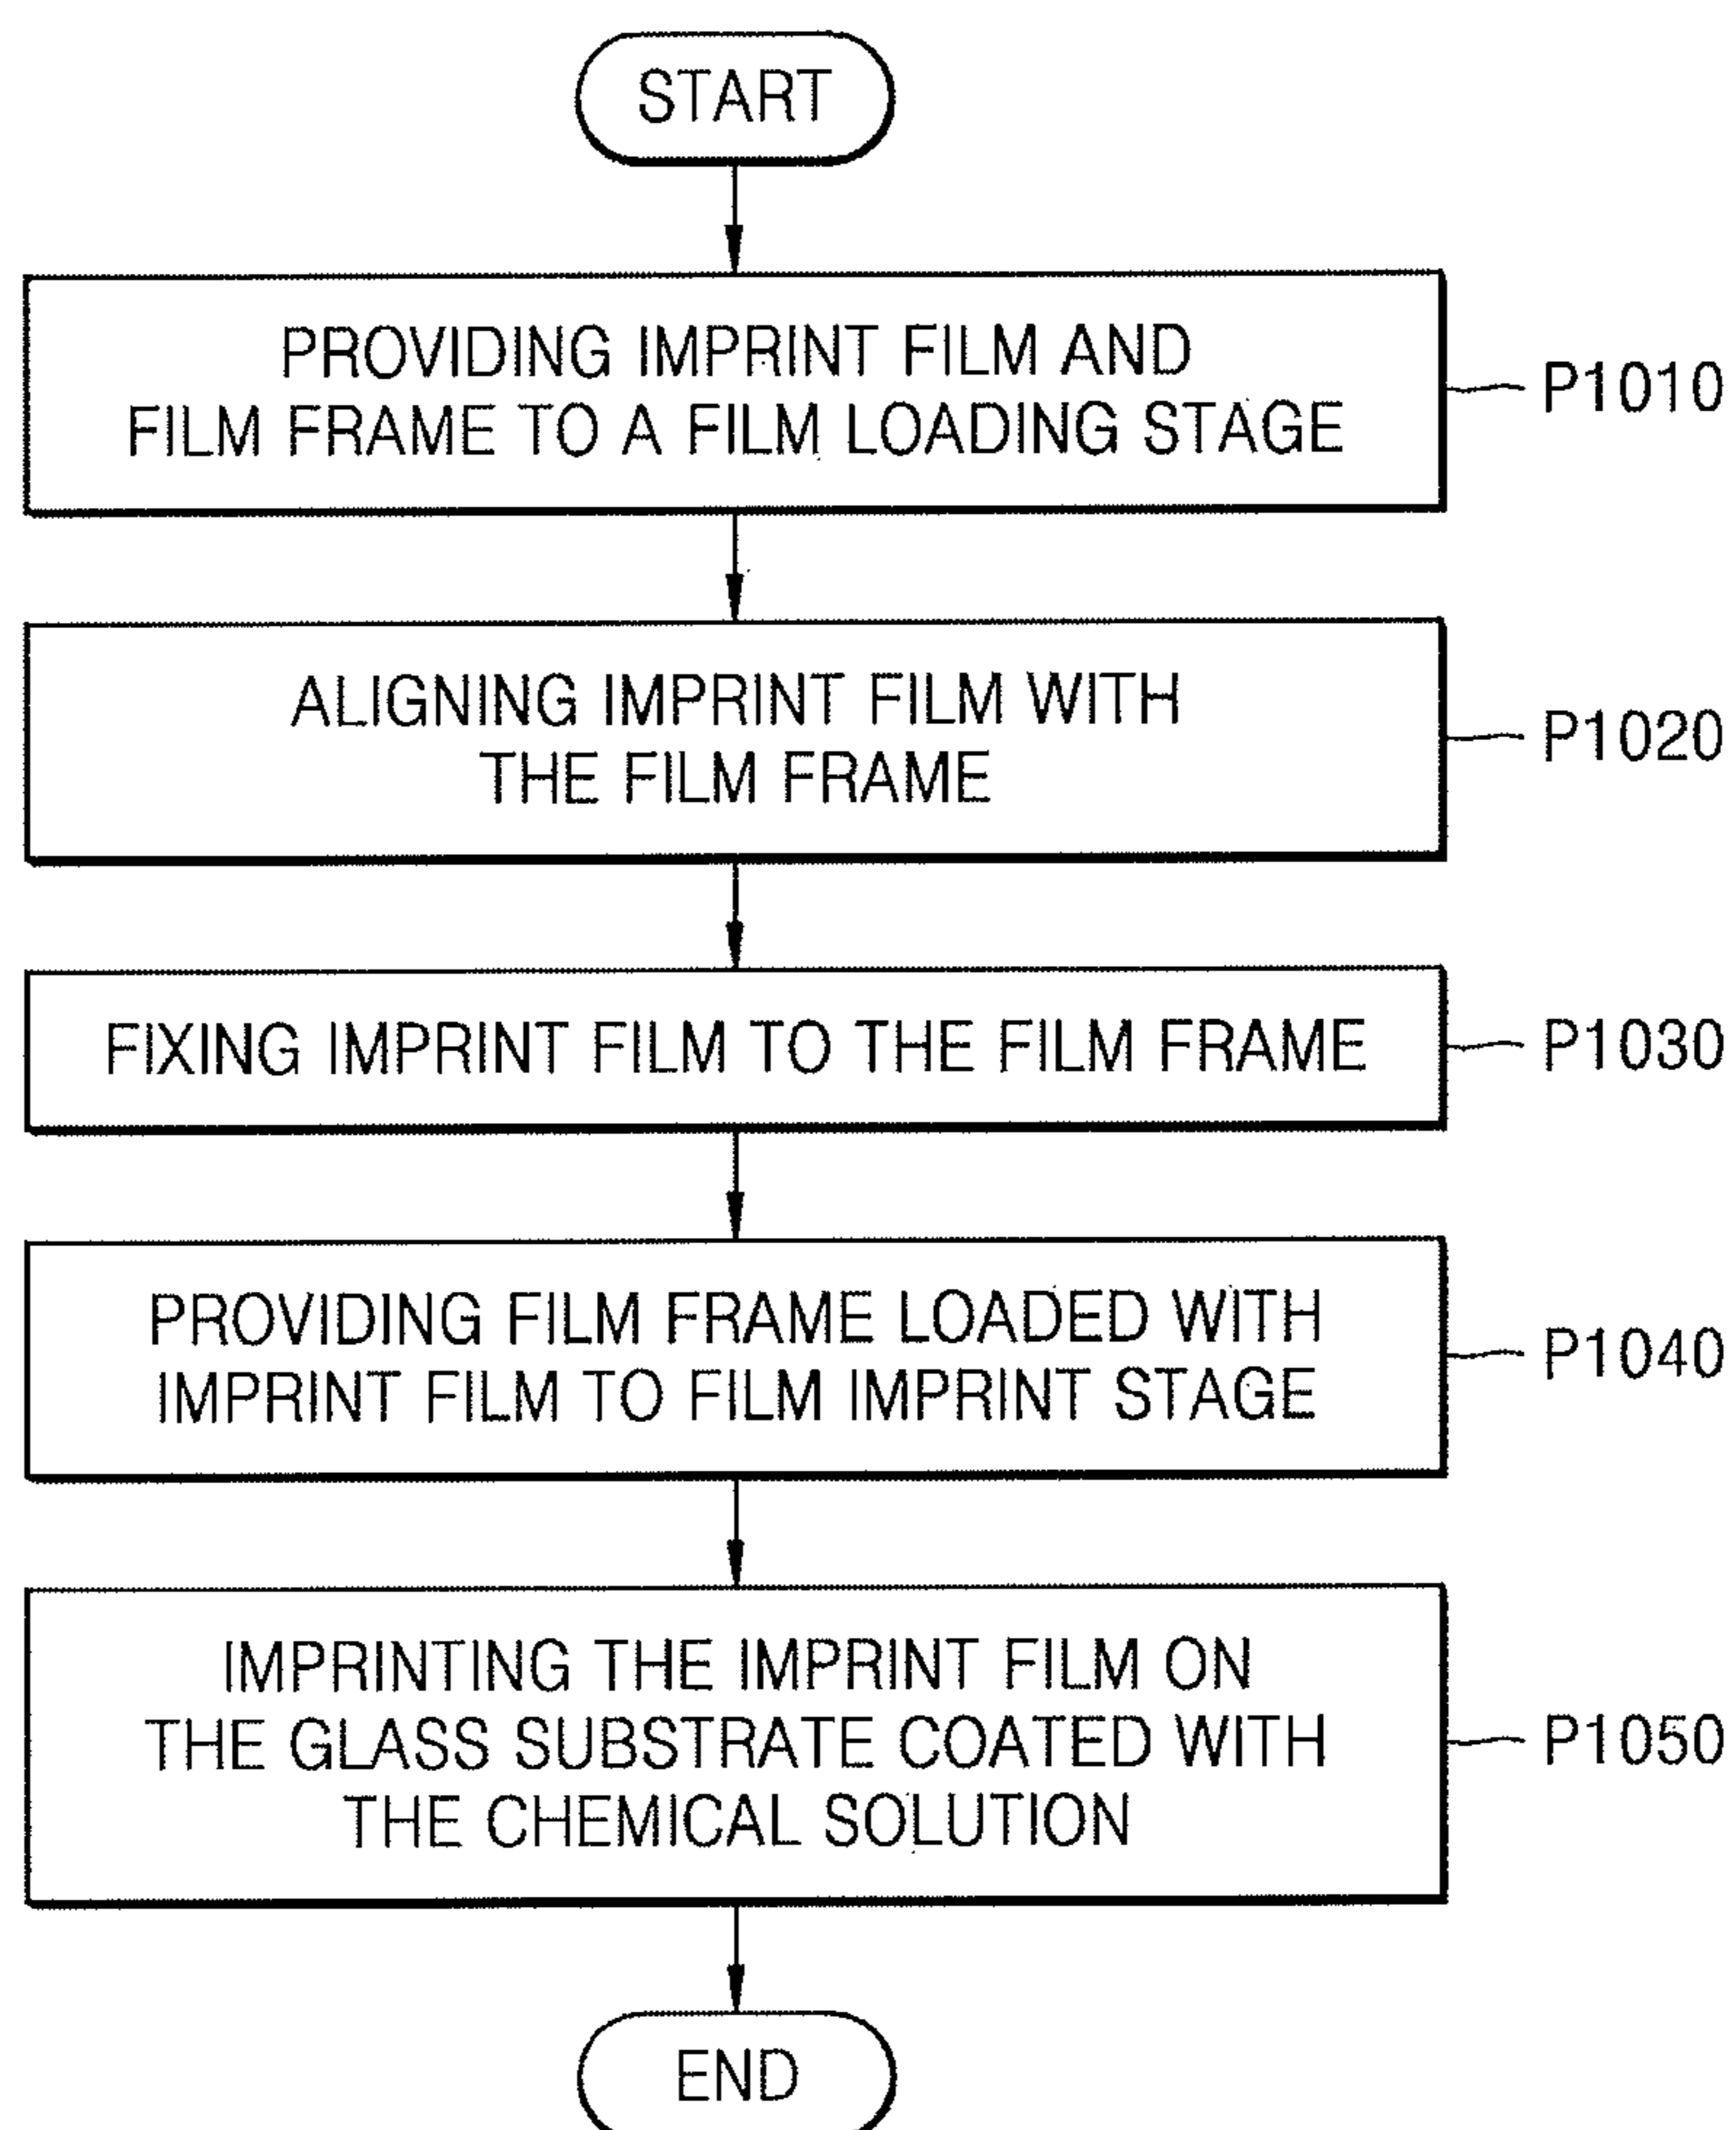 START
PROVIDING IMPRINT FILM AND
FILM FRAME TO A FILM LOADING STAGE
P1010
ALIGNING IMPRINT FILM WITH
THE FILM FRAME
P1020
FIXING IMPRINT FILM TO THE FILM FRAME
P1030
PROVIDING FILM FRAME LOADED WITH
IMPRINT FILM TO FILM IMPRINT STAGE
P1040
IMPRINTING THE IMPRINT FILM ON
THE GLASS SUBSTRATE COATED WITH
THE CHEMICAL SOLUTION
P1050
END